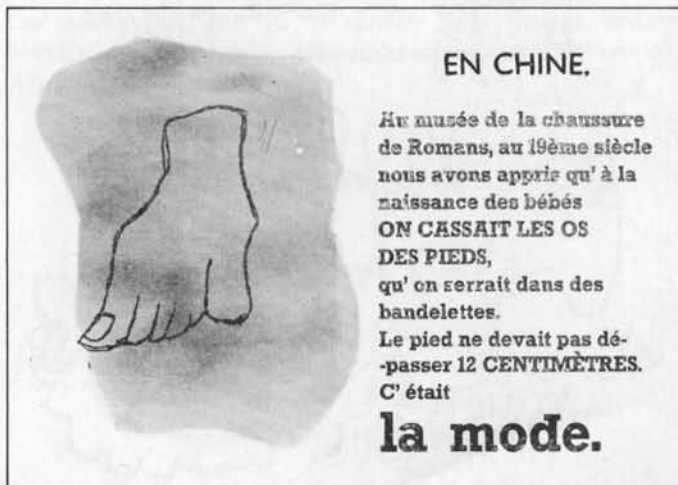 EN CHINE.
Au musée de la chaussure
de Romans, au 19ème siècle
nous avons appris qu' à la
naissance des bébés
ON CASSAIT LES OS
DES PIEDS,
qu' on serrait dans des
bandelettes.
Le pied ne devait pas dé-
-passer 12 CENTIMÈTRES.
C' était
la mode.